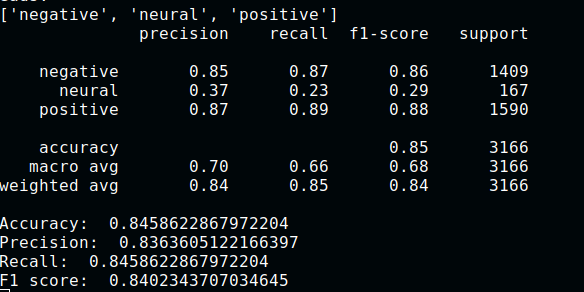 ['negative', 'neural', 'positive']
precision recall f1-score support
negative 0.85 0.87 0.86 1409
neural 0.37 0.23 0.29 167
positive 0.87 0.89 0.88 1590
accuracy 0.85 3166
macro avg 0.70 0.66 0.68 3166
weighted avg 0.84 0.85 0.84 3166
Accuracy: 0.8458622867972204
Precision: 0.8363605122166397
Recall: 0.8458622867972204
F1 score: 0.8402343707034645